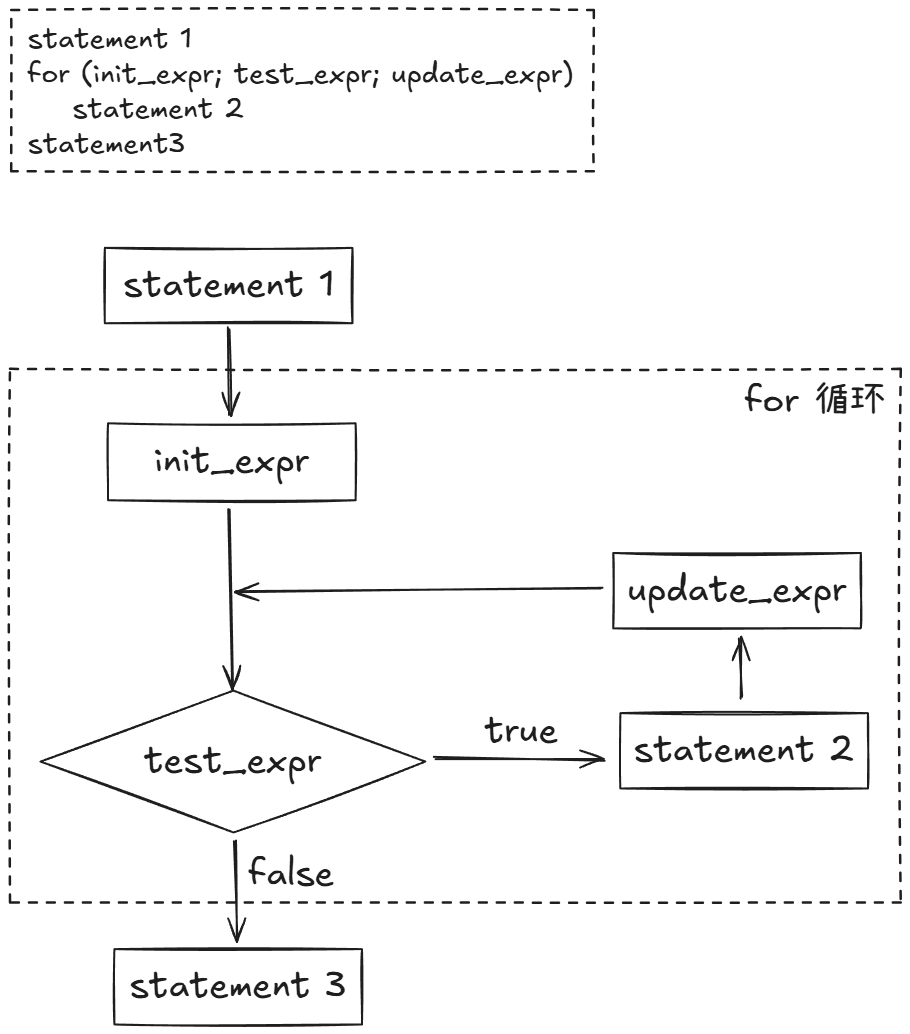 statement 1
for (init_expr; test_expr; update_expr)
statement 2
statement3
statement 1
for 循环
init_expr
update_expr
true
statement 2
test_expr
false
statement 3